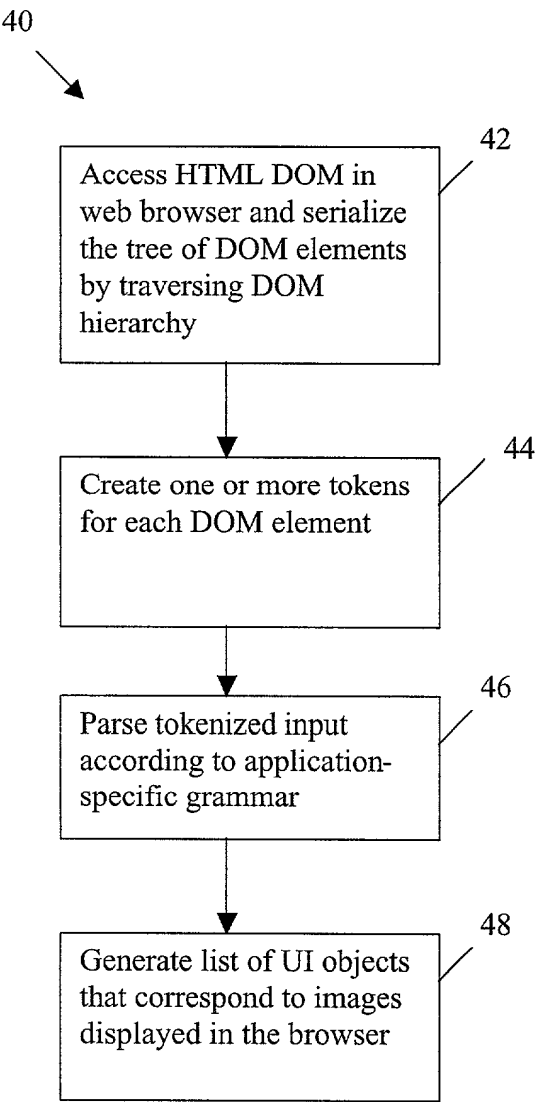 40
42
Access HTML DOM in
web browser and serialize
the tree of DOM elements
by traversing DOM
hierarchy
44
Create one or more tokens
for each DOM element
46
Parse tokenized input
according to application-
specific grammar
48
Generate list of UI objects
that correspond to images
displayed in the browser